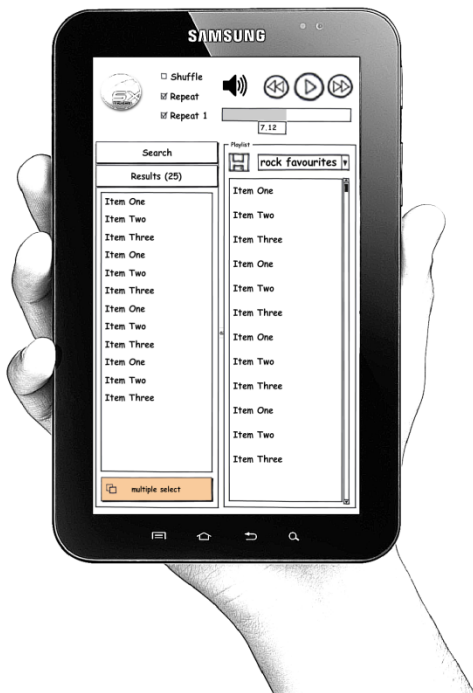 SAMSUNG
Shuffle
Repeat
Repeat 1
7.12
Search
Results (25)
Item One
Item Two
Item Three
Item One
Item Two
Item Three
Item One
Item Two
Item Three
Item One
Item Two
Item Three
multiple select
Playlist
rock favourites
Item One
Item Two
Item Three
Item One
Item Two
Item Three
Item One
Item Two
Item Three
Item One
Item Two
Item Three